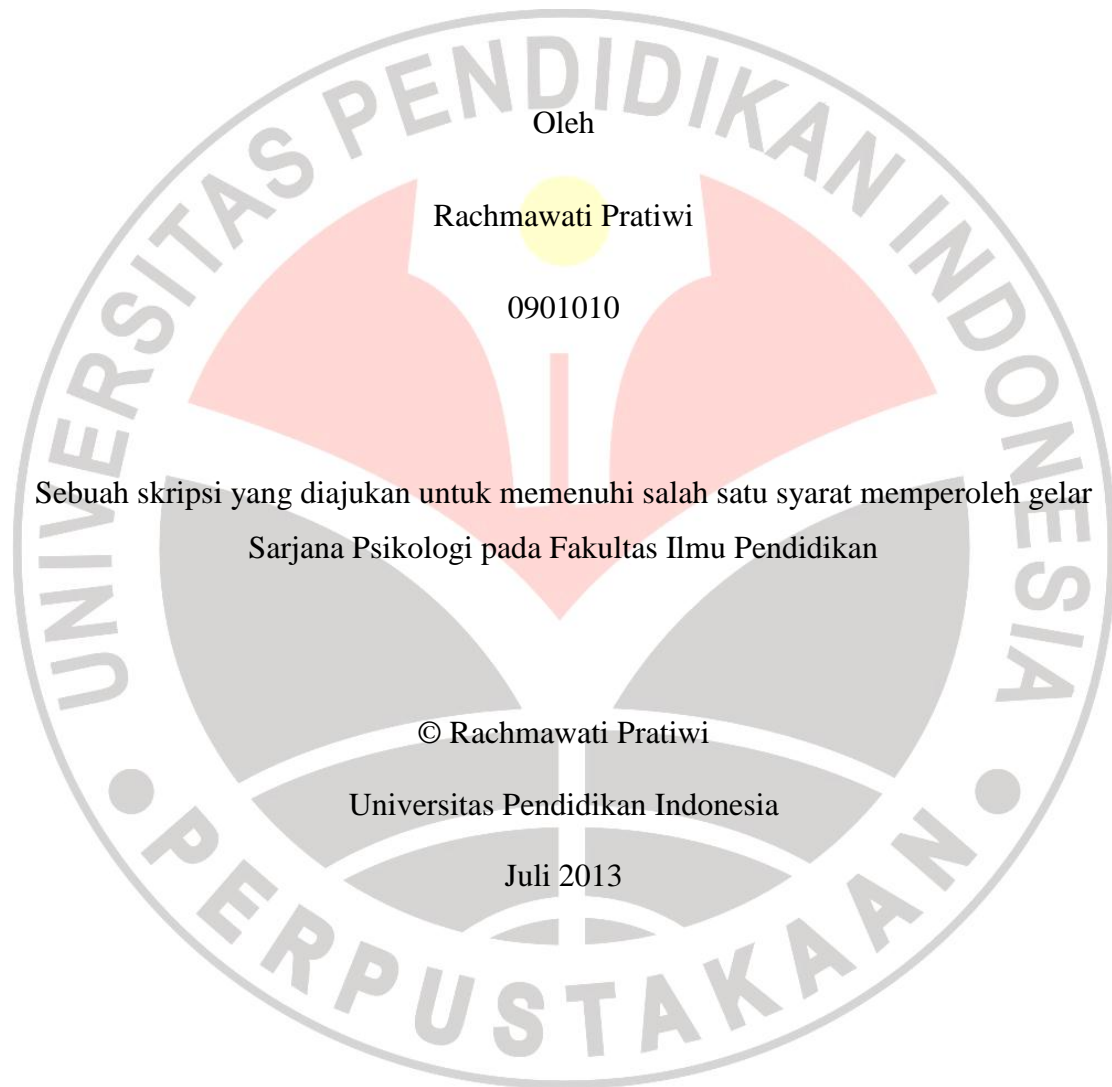 UNIVERSITAS PENDIDIKAN INDONESIA
Oleh
Rachmawati Pratiwi
0901010
Sebuah skripsi yang diajukan untuk memenuhi salah satu syarat memperoleh gelar
Sarjana Psikologi pada Fakultas Ilmu Pendidikan
© Rachmawati Pratiwi
Universitas Pendidikan Indonesia
Juli 2013
PERPUSTAKAAN